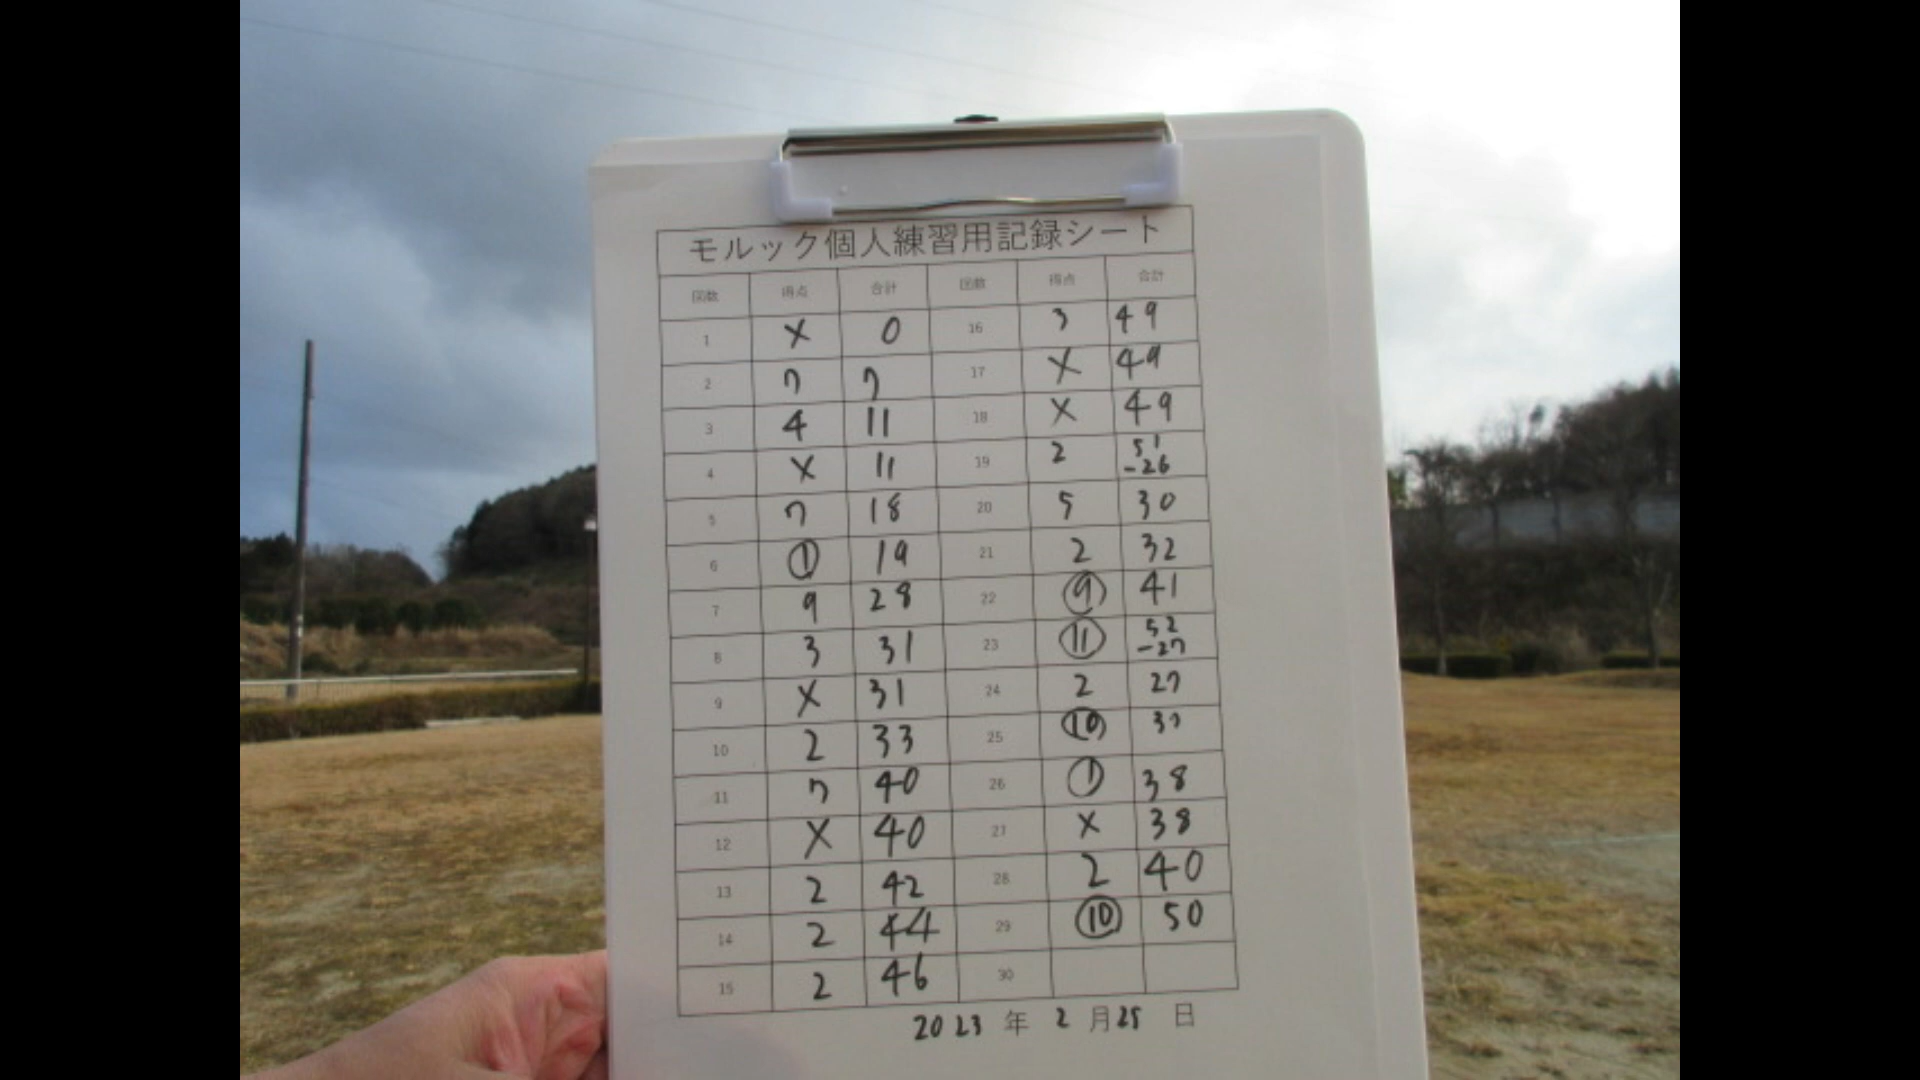 モルック個人練習用記録シート
回数 得点 合計 回数 得点 合計
1 X 0 16 3 49
2 7 7 17 X 49
3 4 11 18 X 49
4 X 11 19 2 51 -26
5 7 18 20 5 30
6 ① 19 21 2 32
7 9 28 22 ⑨ 41
8 3 31 23 ⑪ 52 -27
9 X 31 24 2 27
10 2 33 25 ⑩ 37
11 7 40 26 ① 38
12 X 40 27 X 38
13 2 42 28 2 40
14 2 44 29 ⑩ 50
15 2 46 30
2023 年 2 月 25 日